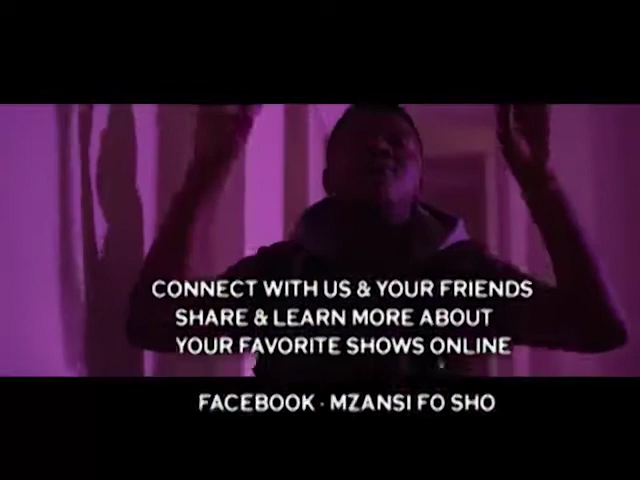 CONNECT WITH US & YOUR FRIENDS
SHARE & LEARN MORE ABOUT
YOUR FAVORITE SHOWS ONLINE
FACEBOOK · MZANSI FO SHO